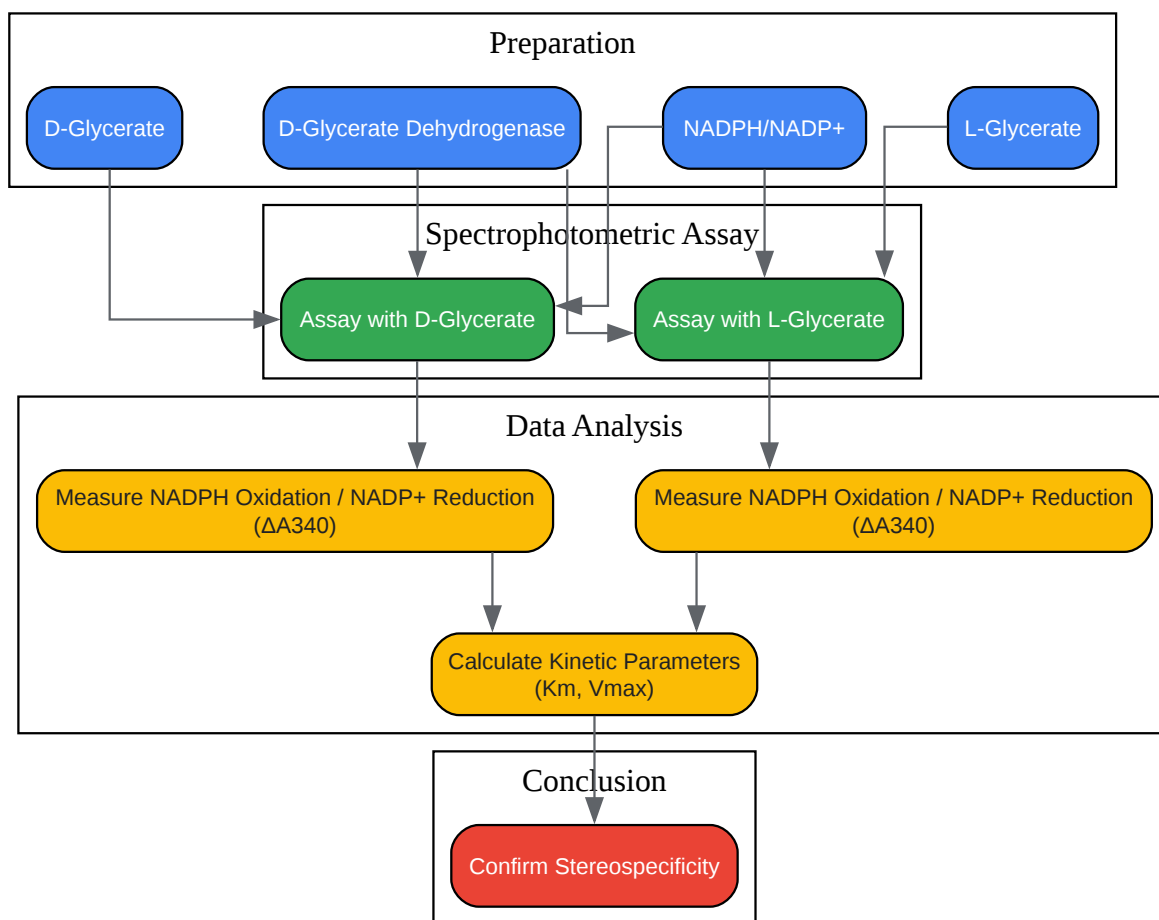 Preparation
D-Glycerate
D-Glycerate Dehydrogenase
NADPH/NADP+
L-Glycerate
Spectrophotometric Assay
Assay with D-Glycerate
Assay with L-Glycerate
Data Analysis
Measure NADPH Oxidation / NADP+ Reduction
(ΔA340)
Measure NADPH Oxidation / NADP+ Reduction
(ΔA340)
Calculate Kinetic Parameters
(Km, Vmax)
Conclusion
Confirm Stereospecificity